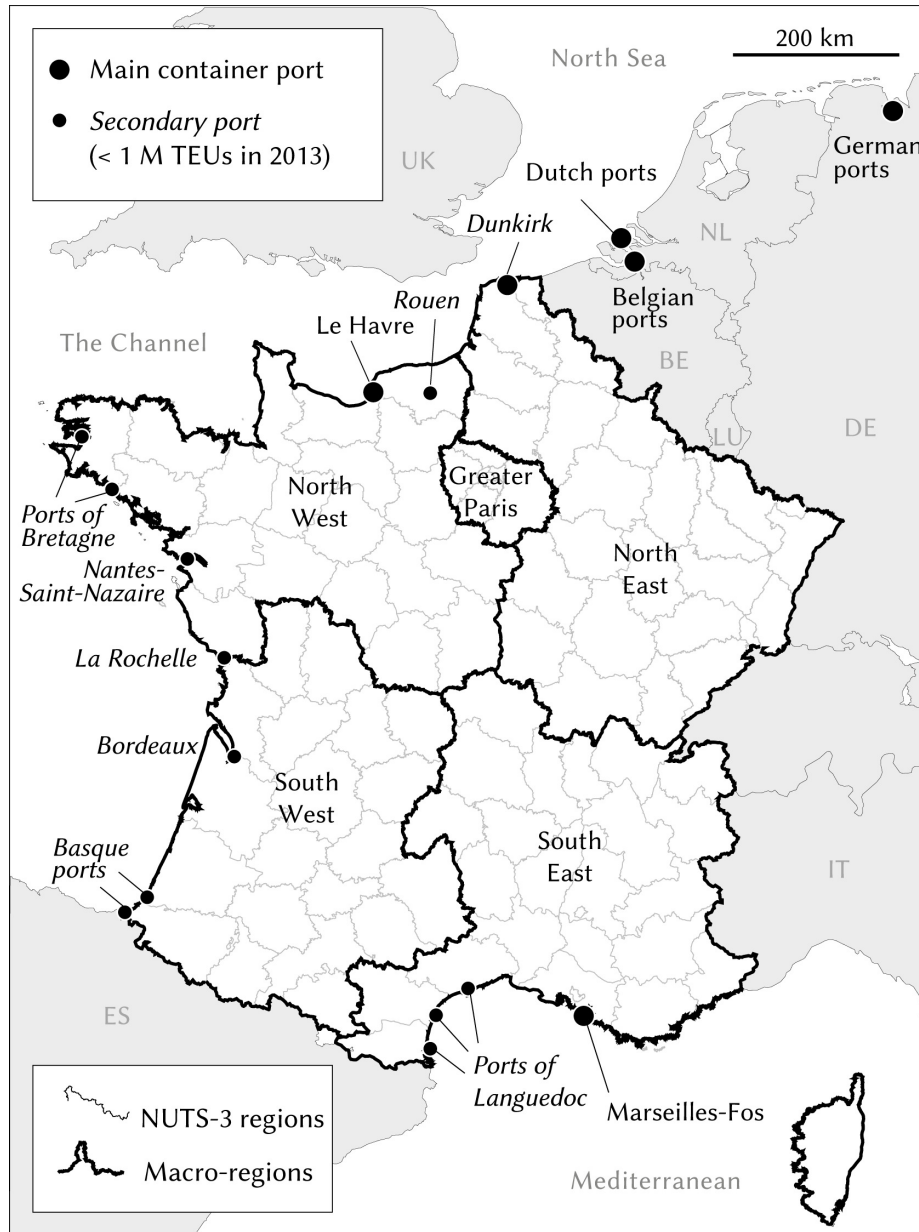 Main container port
Secondary port
(< 1 M TEUs in 2013)
200 km
North Sea
UK
German
ports
Dutch ports
Dunkirk
NL
Rouen
Belgian
ports
Le Havre
The Channel
BE
LU
DE
Greater
Paris
North
West
Ports of
Bretagne
North
East
Nantes-
Saint-Nazaire
La Rochelle
Bordeaux
South
West
Basque
ports
South
East
IT
ES
Ports of
Languedoc
Marseilles-Fos
NUTS-3 regions
Macro-regions
Mediterranean